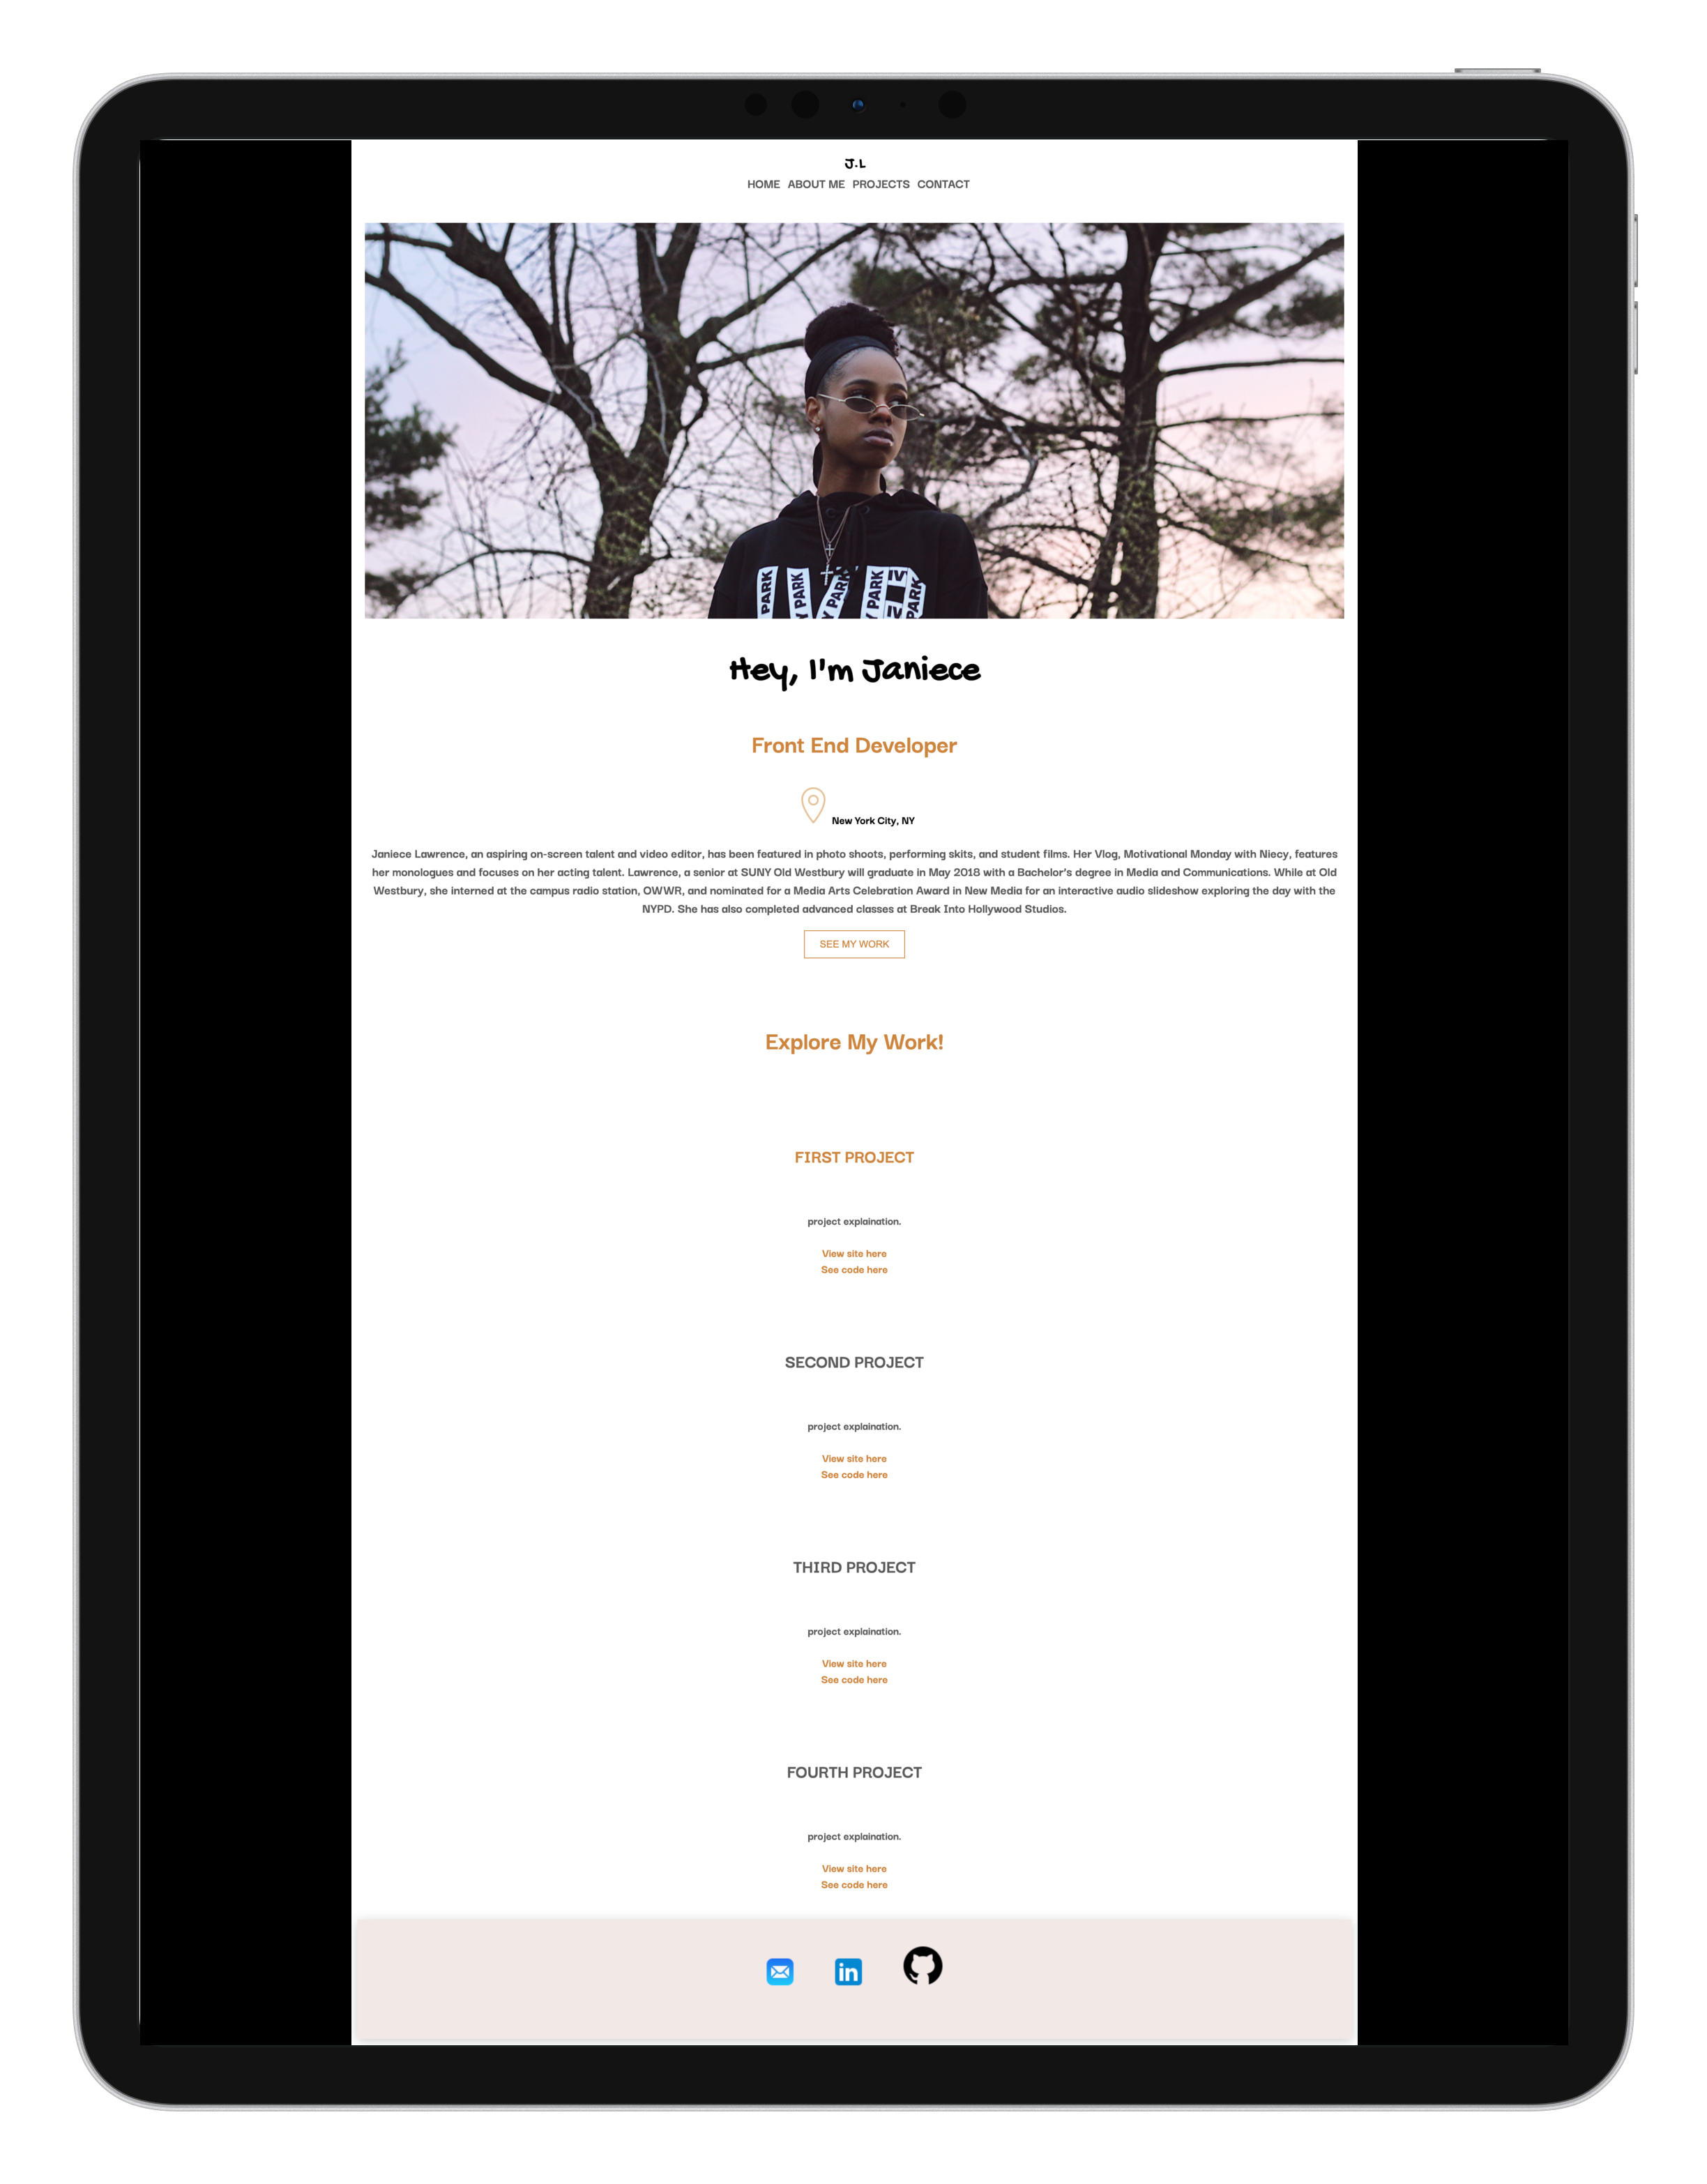 J.L
HOME ABOUT ME PROJECTS CONTACT
PARK
Y PARK
Y PARK
Y PARK
PARK
Hey, I'm Janiece
Front End Developer
New York City, NY
Janiece Lawrence, an aspiring on-screen talent and video editor, has been featured in photo shoots, performing skits, and student films. Her Vlog, Motivational Monday with Niecy, features
her monologues and focuses on her acting talent. Lawrence, a senior at SUNY Old Westbury will graduate in May 2018 with a Bachelor's degree in Media and Communications. While at Old
Westbury, she interned at the campus radio station, OWWR, and nominated for a Media Arts Celebration Award in New Media for an interactive audio slideshow exploring the day with the
NYPD. She has also completed advanced classes at Break Into Hollywood Studios.
SEE MY WORK
Explore My Work!
FIRST PROJECT
project explaination.
View site here
See code here
SECOND PROJECT
project explaination.
View site here
See code here
THIRD PROJECT
project explaination.
View site here
See code here
FOURTH PROJECT
project explaination.
View site here
See code here
in